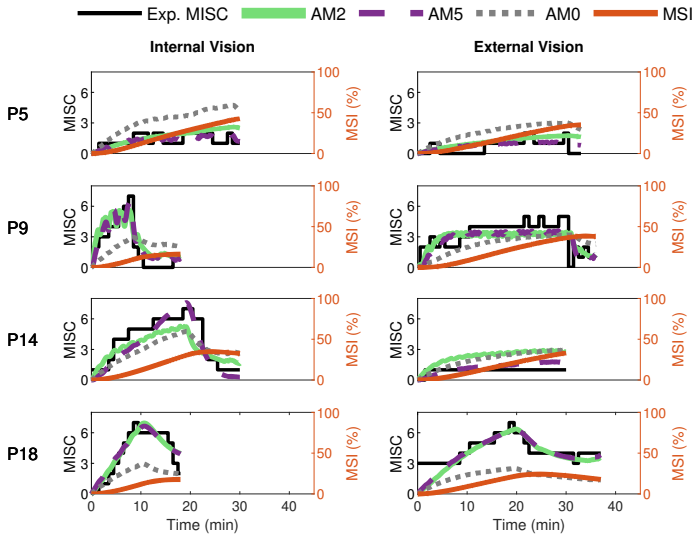 Exp. MISC AM2 AM5 AM0 MSI
Internal Vision External Vision
P5
MISC
6
3
0
100
50
0
MSI (%)
MISC
6
3
0
100
50
0
MSI (%)
P9
MISC
6
3
0
100
50
0
MSI (%)
MISC
6
3
0
100
50
0
MSI (%)
P14
MISC
6
3
0
100
50
0
MSI (%)
MISC
6
3
0
100
50
0
MSI (%)
P18
MISC
6
3
0
100
50
0
MSI (%)
MISC
6
3
0
100
50
0
MSI (%)
0 10 20 30 40
0 10 20 30 40
Time (min) Time (min)